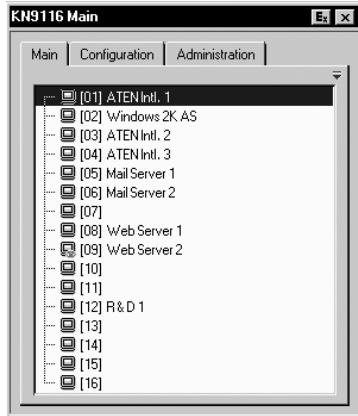 KN9116 Main
Ex
Main Configuration Administration
[01] ATEN Intl. 1
[02] Windows 2K AS
[03] ATEN Intl. 2
[04] ATEN Intl. 3
[05] Mail Server 1
[06] Mail Server 2
[07]
[08] Web Server 1
[09] Web Server 2
[10]
[11]
[12] R & D 1
[13]
[14]
[15]
[16]